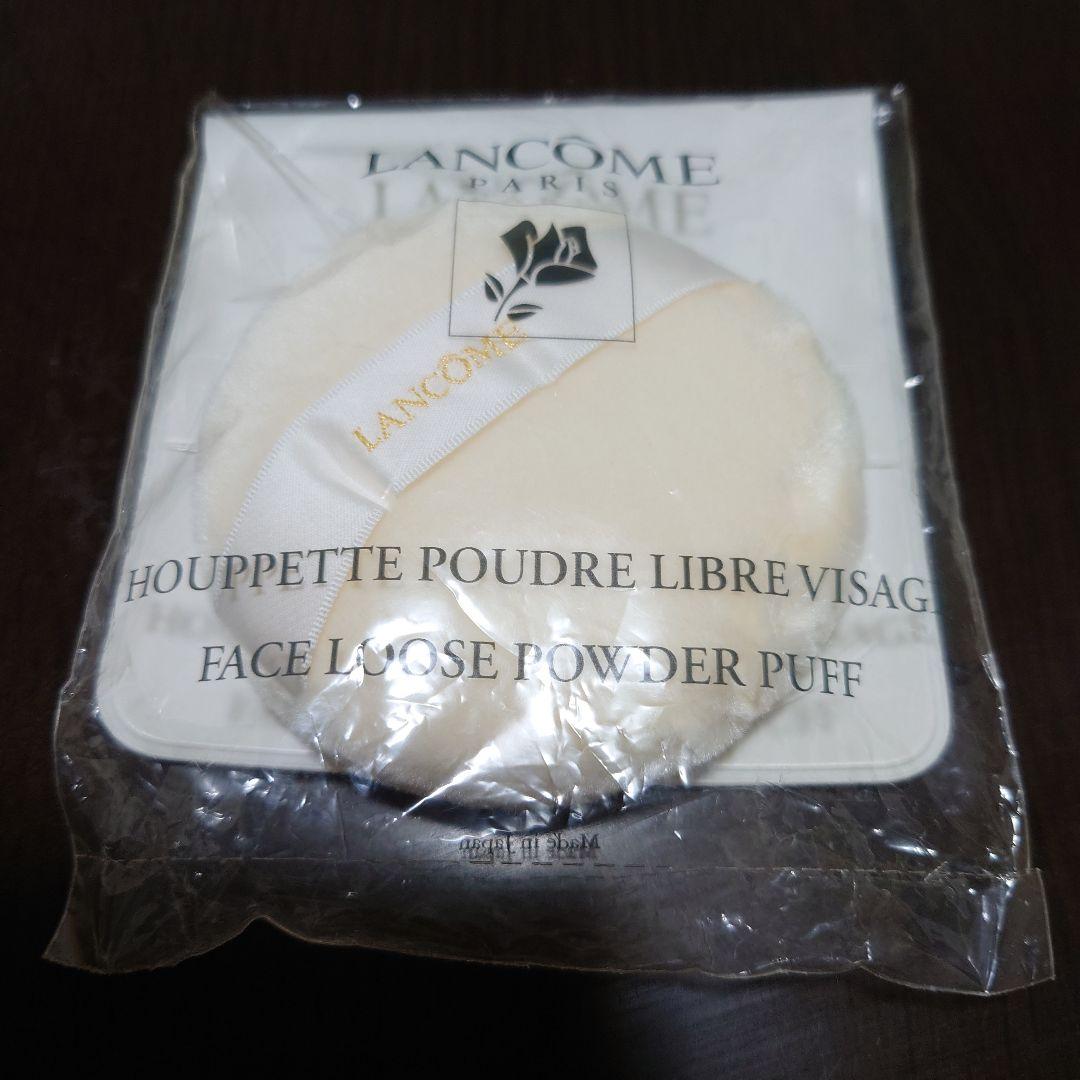 LANCÔME
PARIS
LANCÔME
HOUPPETTE POUDRE LIBRE VISAGE
FACE LOOSE POWDER PUFF
Made in Japan